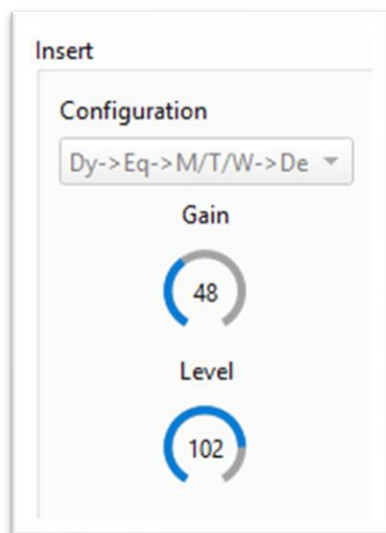 Insert
Configuration
Dy->Eq->M/T/W->De
Gain
48
Level
102